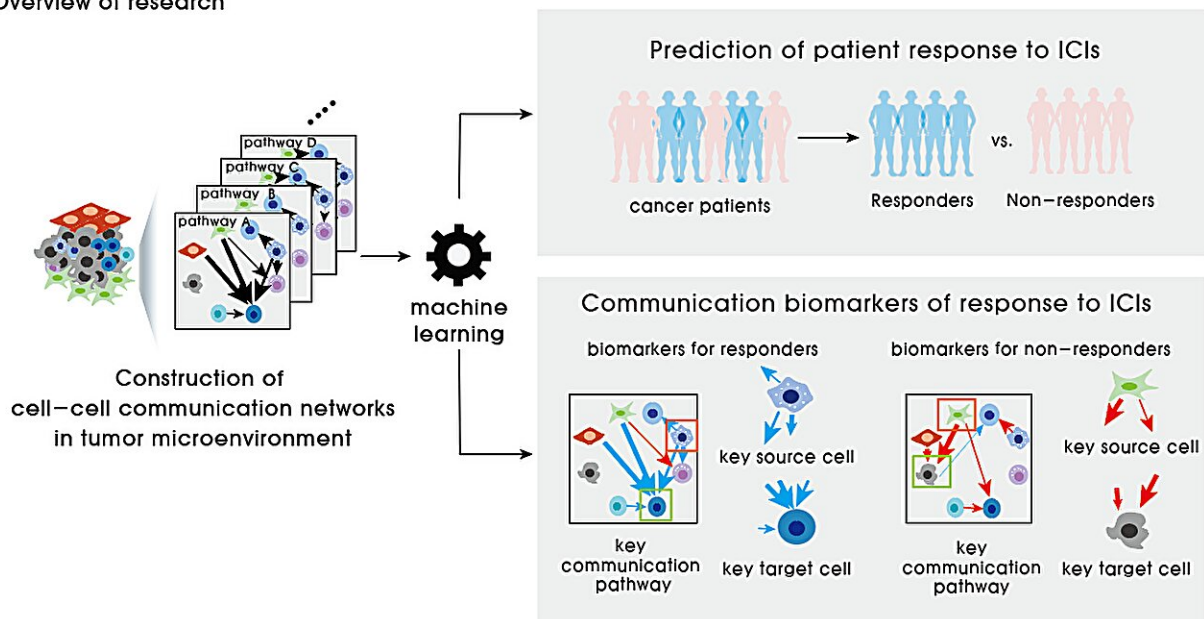 Overview of research
Prediction of patient response to ICIs
cancer patients
Responders
vs.
Non-responders
pathway D
pathway C
pathway B
pathway A
machine
learning
Construction of
cell-cell communication networks
in tumor microenvironment
Communication biomarkers of response to ICIs
biomarkers for responders
key source cell
key
communication
pathway
key target cell
biomarkers for non-responders
key source cell
key
communication
pathway
key target cell